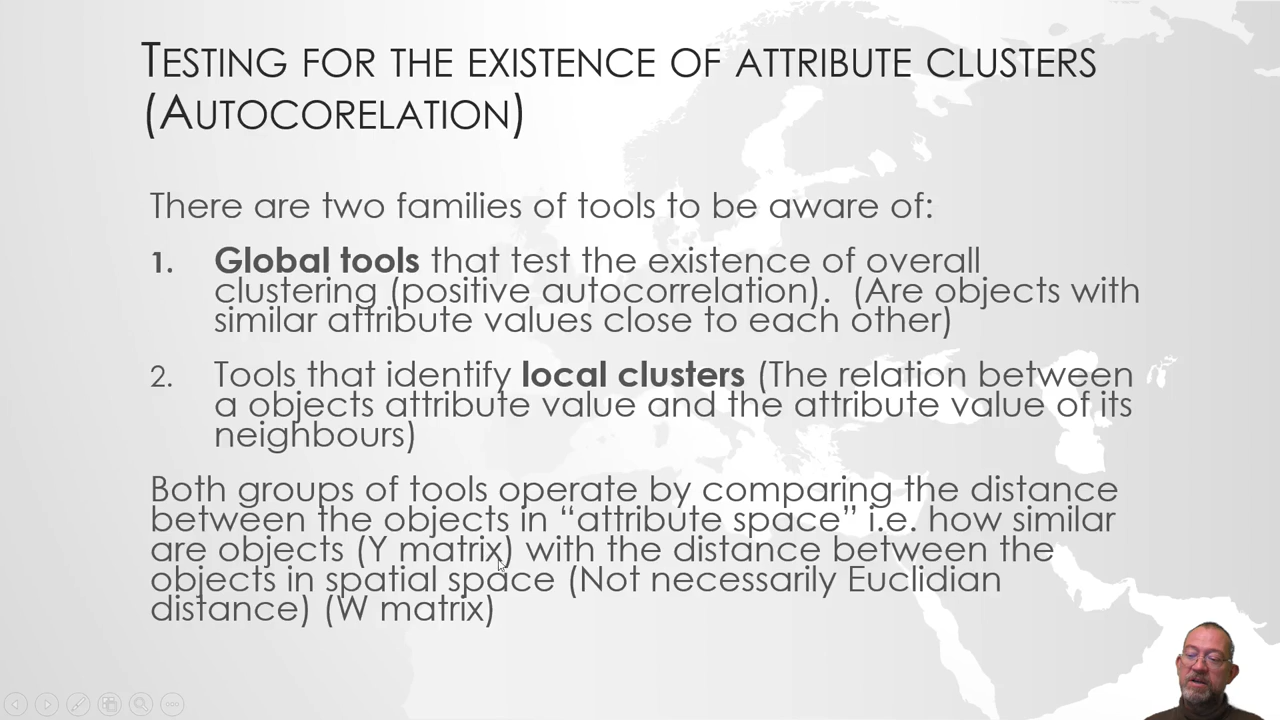 Testing for the existence of attribute clusters
(Autocorelation)
There are two families of tools to be aware of:
1. Global tools that test the existence of overall
clustering (positive autocorrelation).  (Are objects with
similar attribute values close to each other)
2. Tools that identify local clusters (The relation between
a objects attribute value and the attribute value of its
neighbours)
Both groups of tools operate by comparing the distance
between the objects in “attribute space” i.e. how similar
are objects (Y matrix) with the distance between the
objects in spatial space (Not necessarily Euclidian
distance) (W matrix)